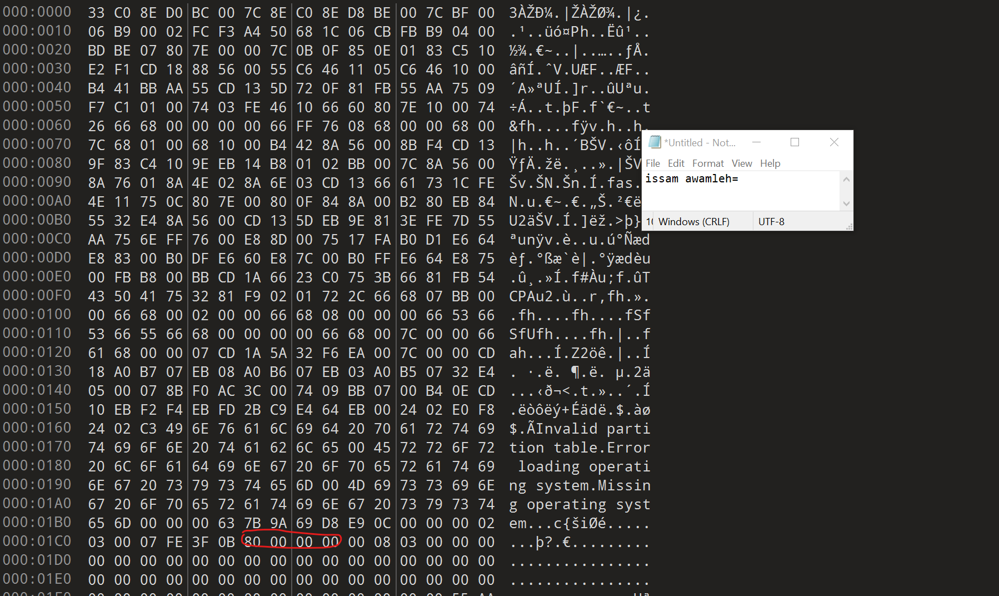 000:0000 33 C0 8E D0 BC 00 7C 8E C0 8E D8 BE 00 7C BF 00 3ÀŽÐ¼.|ŽÀŽØ¾.|¿.
000:0010 06 B9 00 02 FC F3 A4 50 68 1C 06 CB FB B9 04 00 .¹..üó¤Ph..Ëû¹..
000:0020 BD BE 07 80 7E 00 00 7C 0B 0F 85 0E 01 83 C5 10 ½¾.€~..|..…..ƒÅ.
000:0030 E2 F1 CD 18 88 56 00 55 C6 46 11 05 C6 46 10 00 âñÍ.ˆV.UÆF..ÆF..
000:0040 B4 41 BB AA 55 CD 13 5D 72 0F 81 FB 55 AA 75 09 ´A»ªUÍ.]r..ûUªu.
000:0050 F7 C1 01 00 74 03 FE 46 10 66 60 80 7E 10 00 74 ÷Á..t.þF.f`€~..t
000:0060 26 66 68 00 00 00 00 66 FF 76 08 68 00 00 68 00 &fh....fÿv.h..h.
000:0070 7C 68 01 00 68 10 00 B4 42 8A 56 00 8B F4 CD 13 |h..h..´BŠV.‹ôÍ
000:0080 9F 83 C4 10 9E EB 14 B8 01 02 BB 00 7C 8A 56 00 ŸƒÄ.žë.¸..».|ŠV
000:0090 8A 76 01 8A 4E 02 8A 6E 03 CD 13 66 61 73 1C FE Šv.ŠN.Šn.Í.fas.
000:00A0 4E 11 75 0C 80 7E 00 80 0F 84 8A 00 B2 80 EB 84 N.u.€~.€.„Š.²€ë
000:00B0 55 32 E4 8A 56 00 CD 13 5D EB 9E 81 3E FE 7D 55 U2äŠV.Í.]ëž.>þ}
000:00C0 AA 75 6E FF 76 00 E8 8D 00 75 17 FA B0 D1 E6 64 ªunÿv.è..u.ú°Ñæd
000:00D0 E8 83 00 B0 DF E6 60 E8 7C 00 B0 FF E6 64 E8 75 èƒ.°ßæ`è|.°ÿædèu
000:00E0 00 FB B8 00 BB CD 1A 66 23 C0 75 3B 66 81 FB 54 .û¸.»Í.f#Àu;f.ûT
000:00F0 43 50 41 75 32 81 F9 02 01 72 2C 66 68 07 BB 00 CPAu2.ù..r,fh.».
000:0100 00 66 68 00 02 00 00 66 68 08 00 00 00 66 53 66 .fh....fh....fSf
000:0110 53 66 55 66 68 00 00 00 00 66 68 00 7C 00 00 66 SfUfh....fh.|..f
000:0120 61 68 00 00 07 CD 1A 5A 32 F6 EA 00 7C 00 00 CD ah...Í.Z2öê.|..Í
000:0130 18 A0 B7 07 EB 08 A0 B6 07 EB 03 A0 B5 07 32 E4 . ·.ë. ¶.ë. µ.2ä
000:0140 05 00 07 8B F0 AC 3C 00 74 09 BB 07 00 B4 0E CD ...‹ð¬<.t.»..´.Í
000:0150 10 EB F2 F4 EB FD 2B C9 E4 64 EB 00 24 02 E0 F8 .ëòôëý+Éädë.$.àø
000:0160 24 02 C3 49 6E 76 61 6C 69 64 20 70 61 72 74 69 $.ÃInvalid parti
000:0170 74 69 6F 6E 20 74 61 62 6C 65 00 45 72 72 6F 72 tion table.Error
000:0180 20 6C 6F 61 64 69 6E 67 20 6F 70 65 72 61 74 69  loading operati
000:0190 6E 67 20 73 79 73 74 65 6D 00 4D 69 73 73 69 6E ng system.Missin
000:01A0 67 20 6F 70 65 72 61 74 69 6E 67 20 73 79 73 74 g operating syst
000:01B0 65 6D 00 00 00 63 7B 9A 69 D8 E9 0C 00 00 00 02 em...c{šiØé.....
000:01C0 03 00 07 FE 3F 0B 80 00 00 00 00 08 03 00 00 00 ...þ?.€.........
000:01D0 00 00 00 00 00 00 00 00 00 00 00 00 00 00 00 00 ................
000:01E0 00 00 00 00 00 00 00 00 00 00 00 00 00 00 00 00 ................
000:01F0 00 00 00 00 00 00 00 00 00 00 00 00 00 00 55 AA
*Untitled - Not...
File Edit Format View Help
issam awamleh=
Windows (CRLF) UTF-8